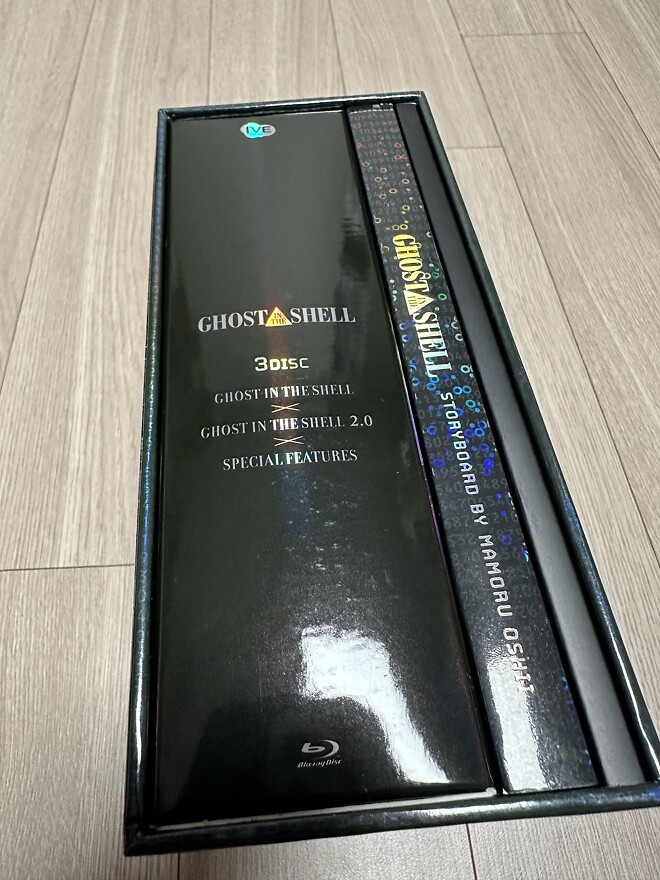 IVE
GHOST IN THE SHELL
3DISC
GHOST IN THE SHELL
×
GHOST IN THE SHELL 2.0
×
SPECIAL FEATURES
Blu-ray Disc
GHOST IN THE SHELL STORYBOARD BY MAMORU OSHII